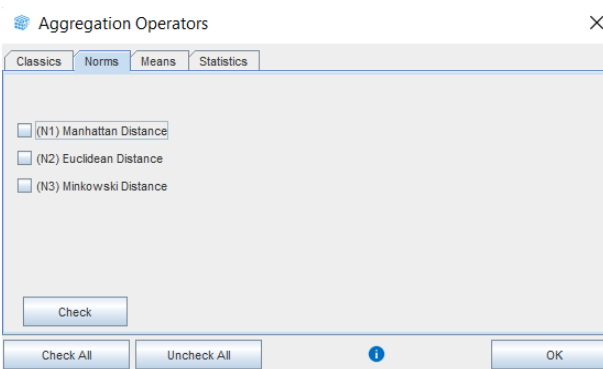 Aggregation Operators
Classics Norms Means Statistics
(N1) Manhattan Distance
(N2) Euclidean Distance
(N3) Minkowski Distance
Check
Check All Uncheck All i OK